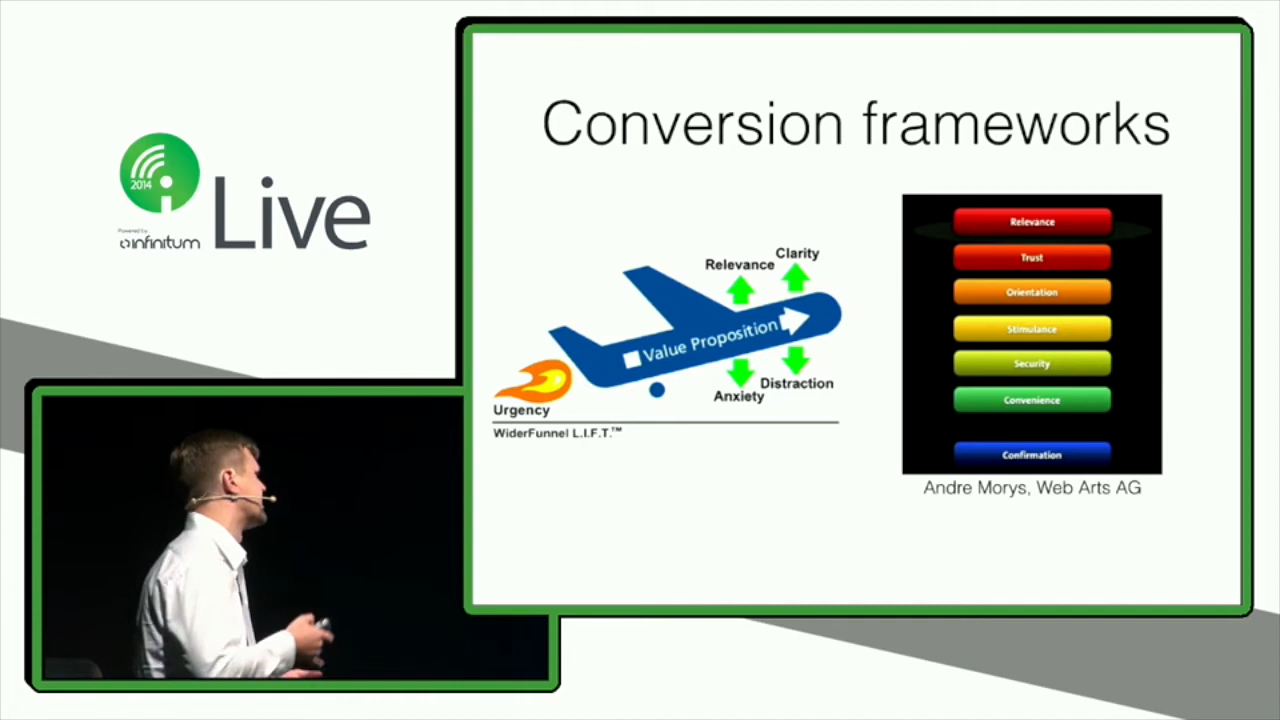 2014
Powered by
infinitum
Live
Conversion frameworks
Relevance
Clarity
Value Proposition
Anxiety
Distraction
Urgency
WiderFunnel L.I.F.T.™
Relevance
Trust
Orientation
Stimulance
Security
Convenience
Confirmation
Andre Morys, Web Arts AG